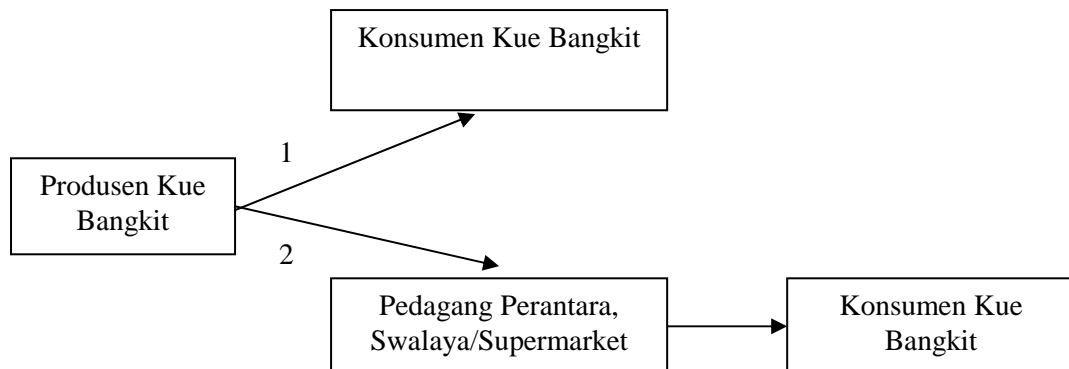 Konsumen Kue Bangkit
1
Produsen Kue
Bangkit
2
Pedagang Perantara,
Swalaya/Supermarket
Konsumen Kue
Bangkit